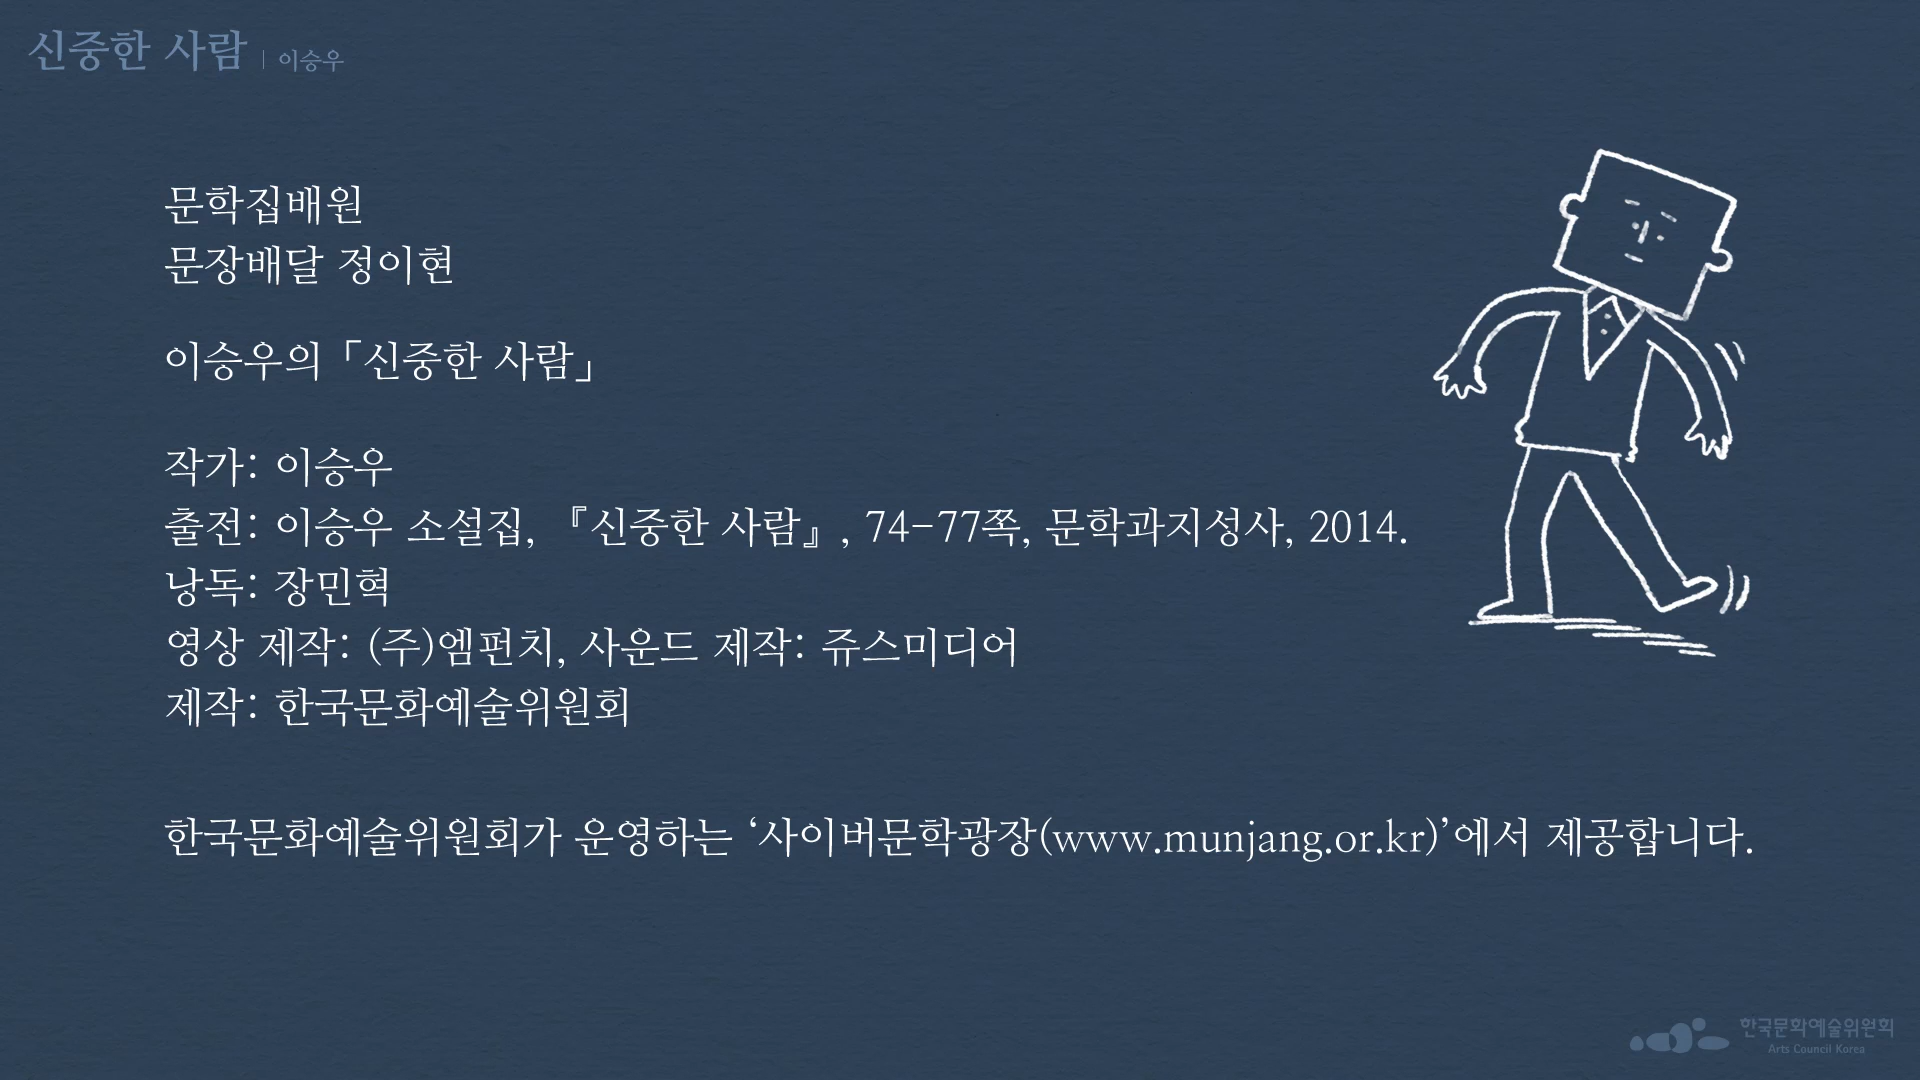 신중한 사람 | 이승우
문학집배원
문장배달 정이현
이승우의 「신중한 사람」
작가: 이승우
출전: 이승우 소설집, 『신중한 사람』, 74-77쪽, 문학과지성사, 2014.
낭독: 장민혁
영상 제작: (주)엠펀치, 사운드 제작: 쥬스미디어
제작: 한국문화예술위원회
한국문화예술위원회가 운영하는 ‘사이버문학광장(www.munjang.or.kr)’에서 제공합니다.
한국문화예술위원회
Arts Council Korea